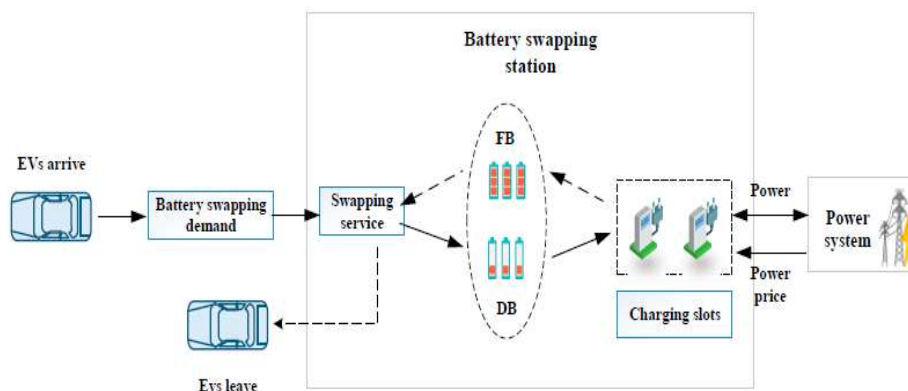 Battery swapping
station
EVs arrive
Battery swapping
demand
Swapping
service
FB
DB
Charging slots
Power
Power
price
Power
system
Evs leave